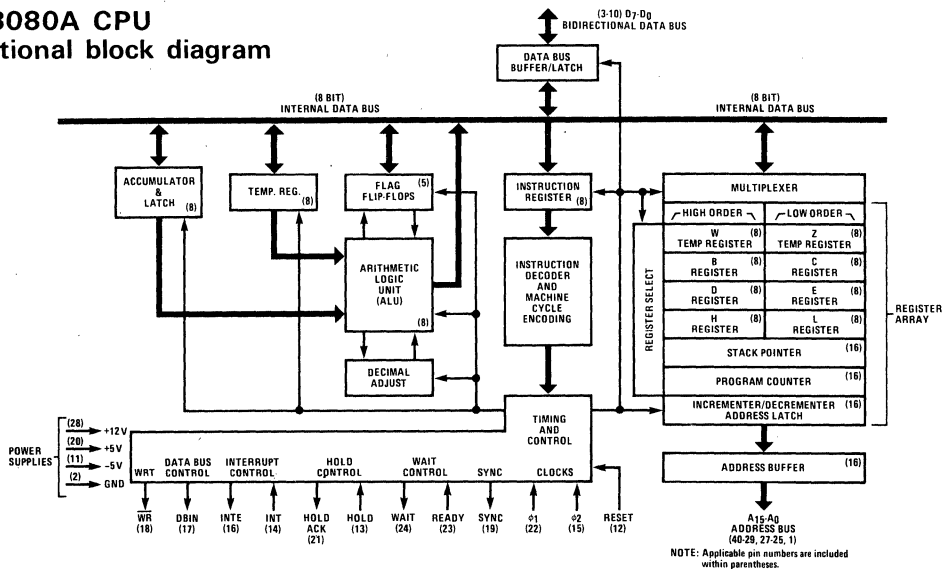 8080A CPU
tional block diagram
(3-10) D7-D0
BIDIRECTIONAL DATA BUS
DATA BUS
BUFFER/LATCH
(8 BIT)
INTERNAL DATA BUS
(8 BIT)
INTERNAL DATA BUS
ACCUMULATOR
&
LATCH
(8)
TEMP. REG.
(8)
FLAG (5)
FLIP-FLOPS
INSTRUCTION
REGISTER
(8)
MULTIPLEXER
HIGH ORDER
LOW ORDER
W (8)
TEMP REGISTER
Z (8)
TEMP REGISTER
B (8)
REGISTER
C (8)
REGISTER
D (8)
REGISTER
E (8)
REGISTER
H (8)
REGISTER
L (8)
REGISTER
STACK POINTER (16)
PROGRAM COUNTER (16)
INCREMENTER/DECREMENTER (16)
ADDRESS LATCH
REGISTER SELECT
REGISTER
ARRAY
ARITHMETIC
LOGIC
UNIT
(ALU)
(8)
INSTRUCTION
DECODER
AND
MACHINE
CYCLE
ENCODING
DECIMAL
ADJUST
TIMING
AND
CONTROL
POWER
SUPPLIES
(28) +12V
(20) +5V
(11) -5V
(2) GND
WRT
DATA BUS
CONTROL
INTERRUPT
CONTROL
HOLD
CONTROL
WAIT
CONTROL
SYNC
CLOCKS
ADDRESS BUFFER (16)
W̅R̅
(18)
DBIN
(17)
INTE
(16)
INT
(14)
HOLD
ACK
(21)
HOLD
(13)
WAIT
(24)
READY
(23)
SYNC
(19)
ϕ1
(22)
ϕ2
(15)
RESET
(12)
A15-A0
ADDRESS BUS
(40-29, 27-25, 1)
NOTE: Applicable pin numbers are included
within parentheses.